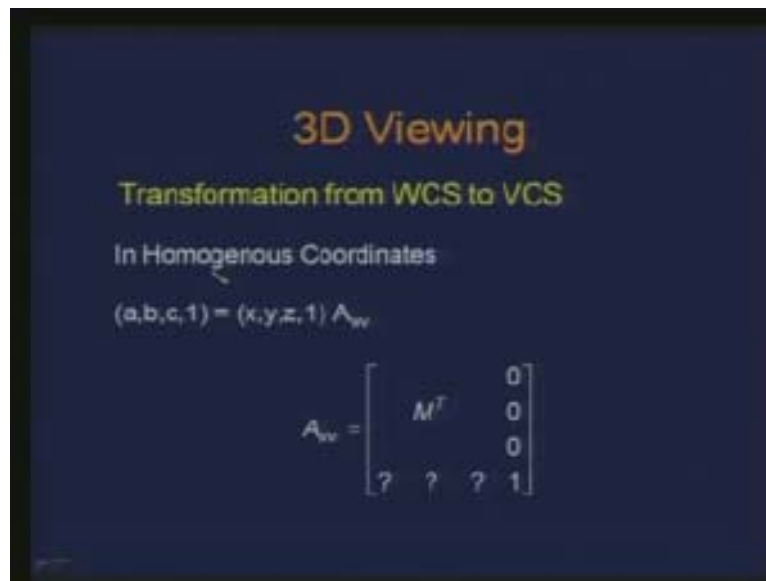 3D Viewing
Transformation from WCS to VCS
In Homogenous Coordinates
(a,b,c,1) = (x,y,z,1) A_wv
A_wv = [ M^T 0
0
0
? ? ? 1 ]